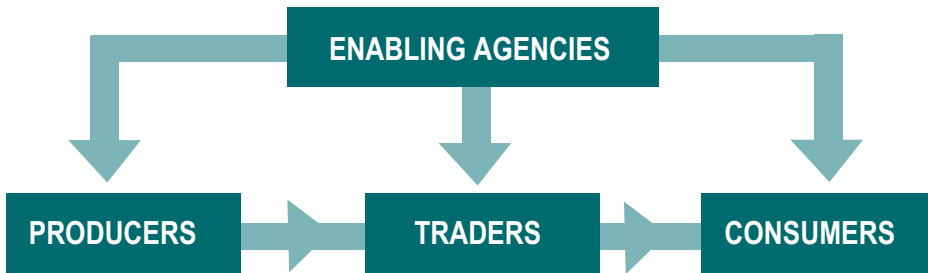 ENABLING AGENCIES
PRODUCERS
TRADERS
CONSUMERS